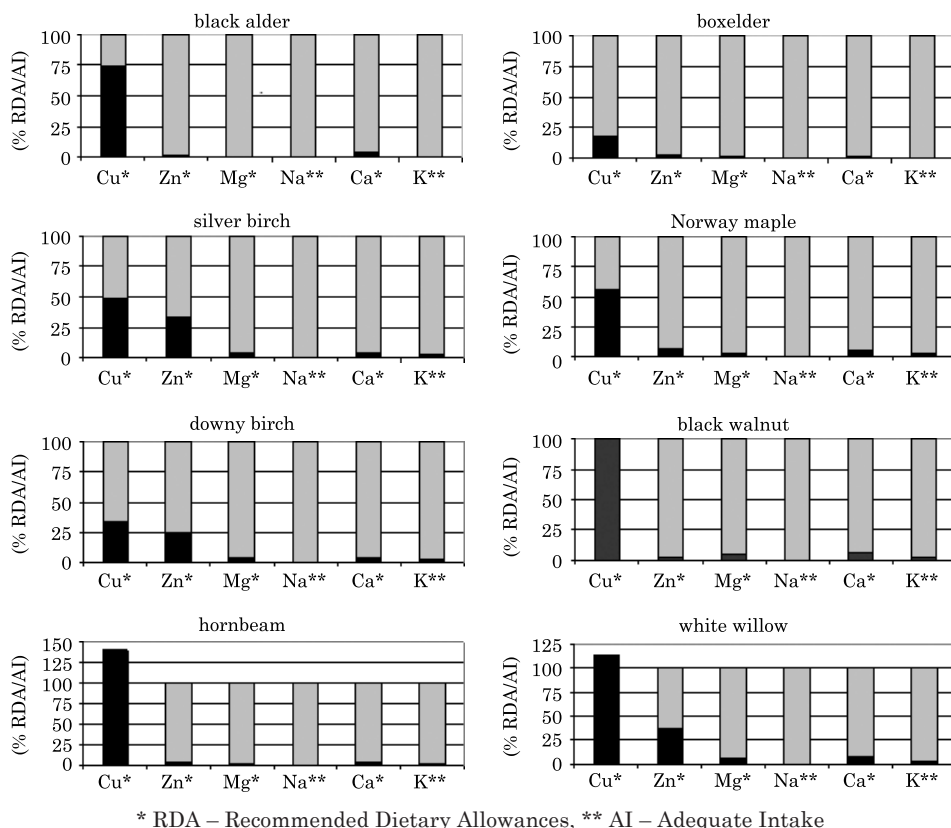 black alder
(% RDA/AI)
100
75
50
25
0
Cu* Zn* Mg* Na** Ca* K**
boxelder
(% RDA/AI)
100
75
50
25
0
Cu* Zn* Mg* Na** Ca* K**
silver birch
(% RDA/AI)
100
75
50
25
0
Cu* Zn* Mg* Na** Ca* K**
Norway maple
(% RDA/AI)
100
75
50
25
0
Cu* Zn* Mg* Na** Ca* K**
downy birch
(% RDA/AI)
100
75
50
25
0
Cu* Zn* Mg* Na** Ca* K**
black walnut
(% RDA/AI)
100
75
50
25
0
Cu* Zn* Mg* Na** Ca* K**
hornbeam
(% RDA/AI)
150
125
100
75
50
25
0
Cu* Zn* Mg* Na** Ca* K**
white willow
(% RDA/AI)
125
100
75
50
25
0
Cu* Zn* Mg* Na** Ca* K**
* RDA – Recommended Dietary Allowances, ** AI – Adequate Intake